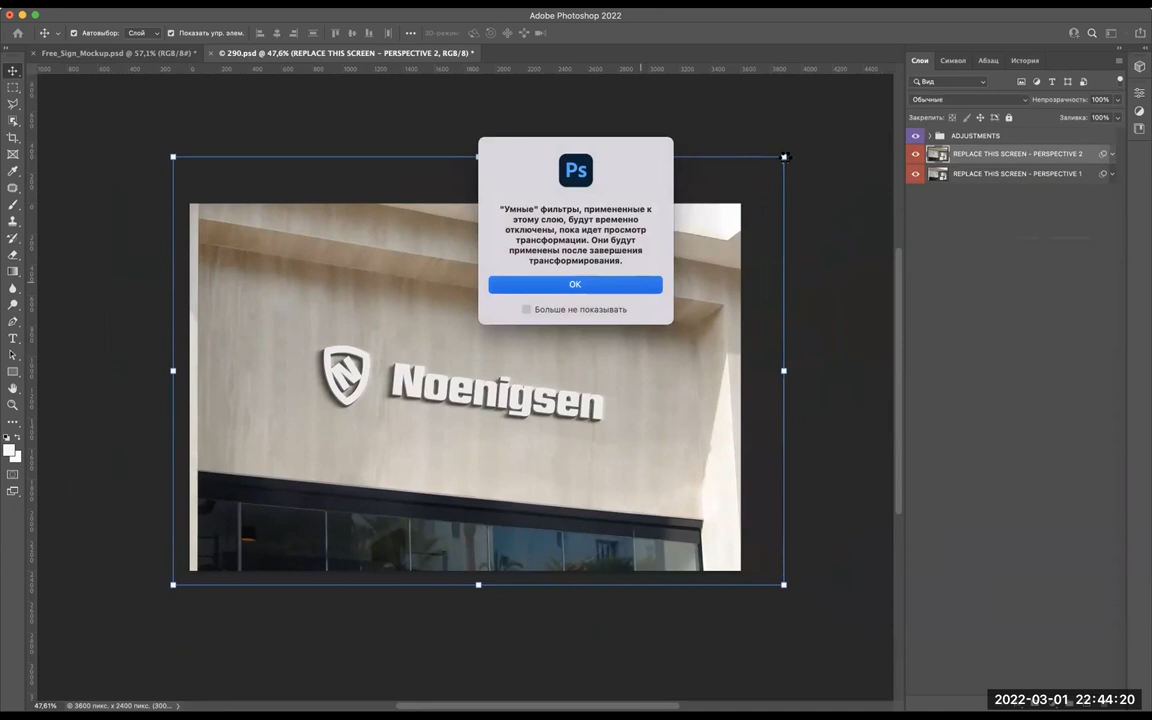 Adobe Photoshop 2022
Автовыбор: Слой Показать упр. элем. 3D-режим:
Free_Sign_Mockup.psd @ 57,1% (RGB/8#) * © 290.psd @ 47,6% (REPLACE THIS SCREEN - PERSPECTIVE 2, RGB/8) *
Слои Символ Абзац История
Вид
Обычные Непрозрачность: 100%
Закрепить: Заливка: 100%
ADJUSTMENTS
REPLACE THIS SCREEN - PERSPECTIVE 2
REPLACE THIS SCREEN - PERSPECTIVE 1
Ps
"Умные" фильтры, примененные к
этому слою, будут временно
отключены, пока идет просмотр
трансформации. Они будут
применены после завершения
трансформирования.
OK
Больше не показывать
N Noenigsen
47,61% © 3600 пикс. x 2400 пикс. (300...
2022-03-01 22:44:20